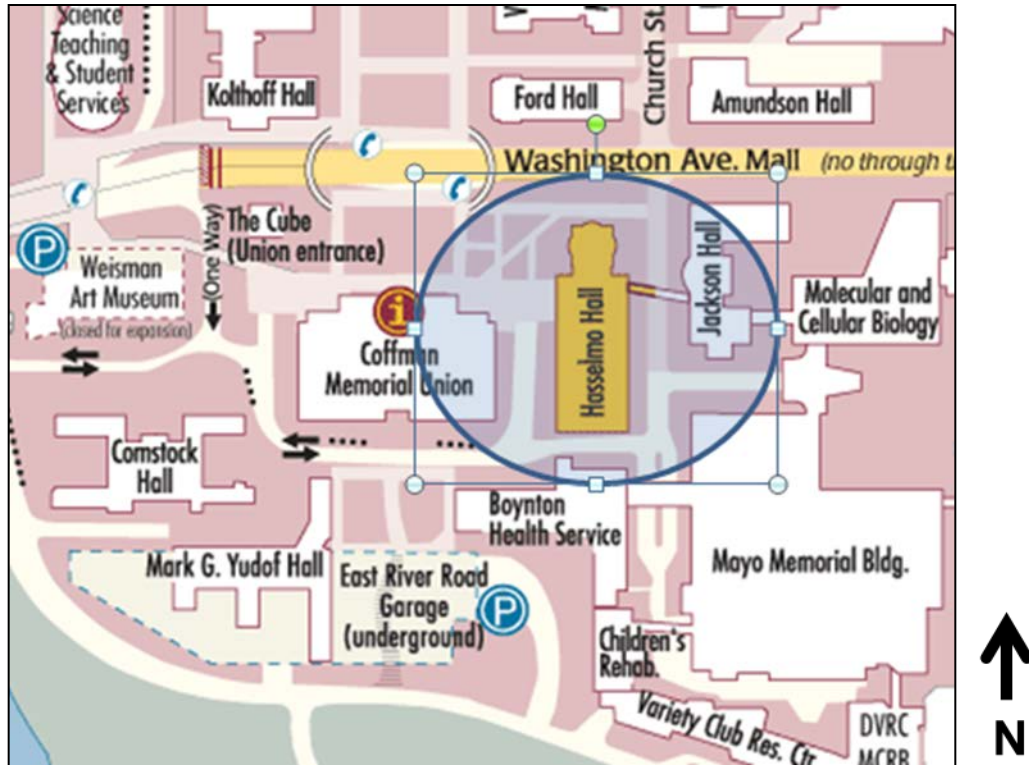 Science
Teaching
& Student
Services
Kolthoff Hall
Ford Hall
Church St.
Amundson Hall
Washington Ave. Mall (no through t
The Cube
(Union entrance)
(One Way)
P
Weisman
Art Museum
(closed for expansion)
i
Coffman
Memorial Union
Hasselmo Hall
Jackson Hall
Molecular and
Cellular Biology
Comstock
Hall
Boynton
Health Service
Mark G. Yudof Hall
East River Road
Garage
(underground)
P
Mayo Memorial Bldg.
Children's
Rehab.
Variety Club Res. Ctr.
DVRC
MCRB
N